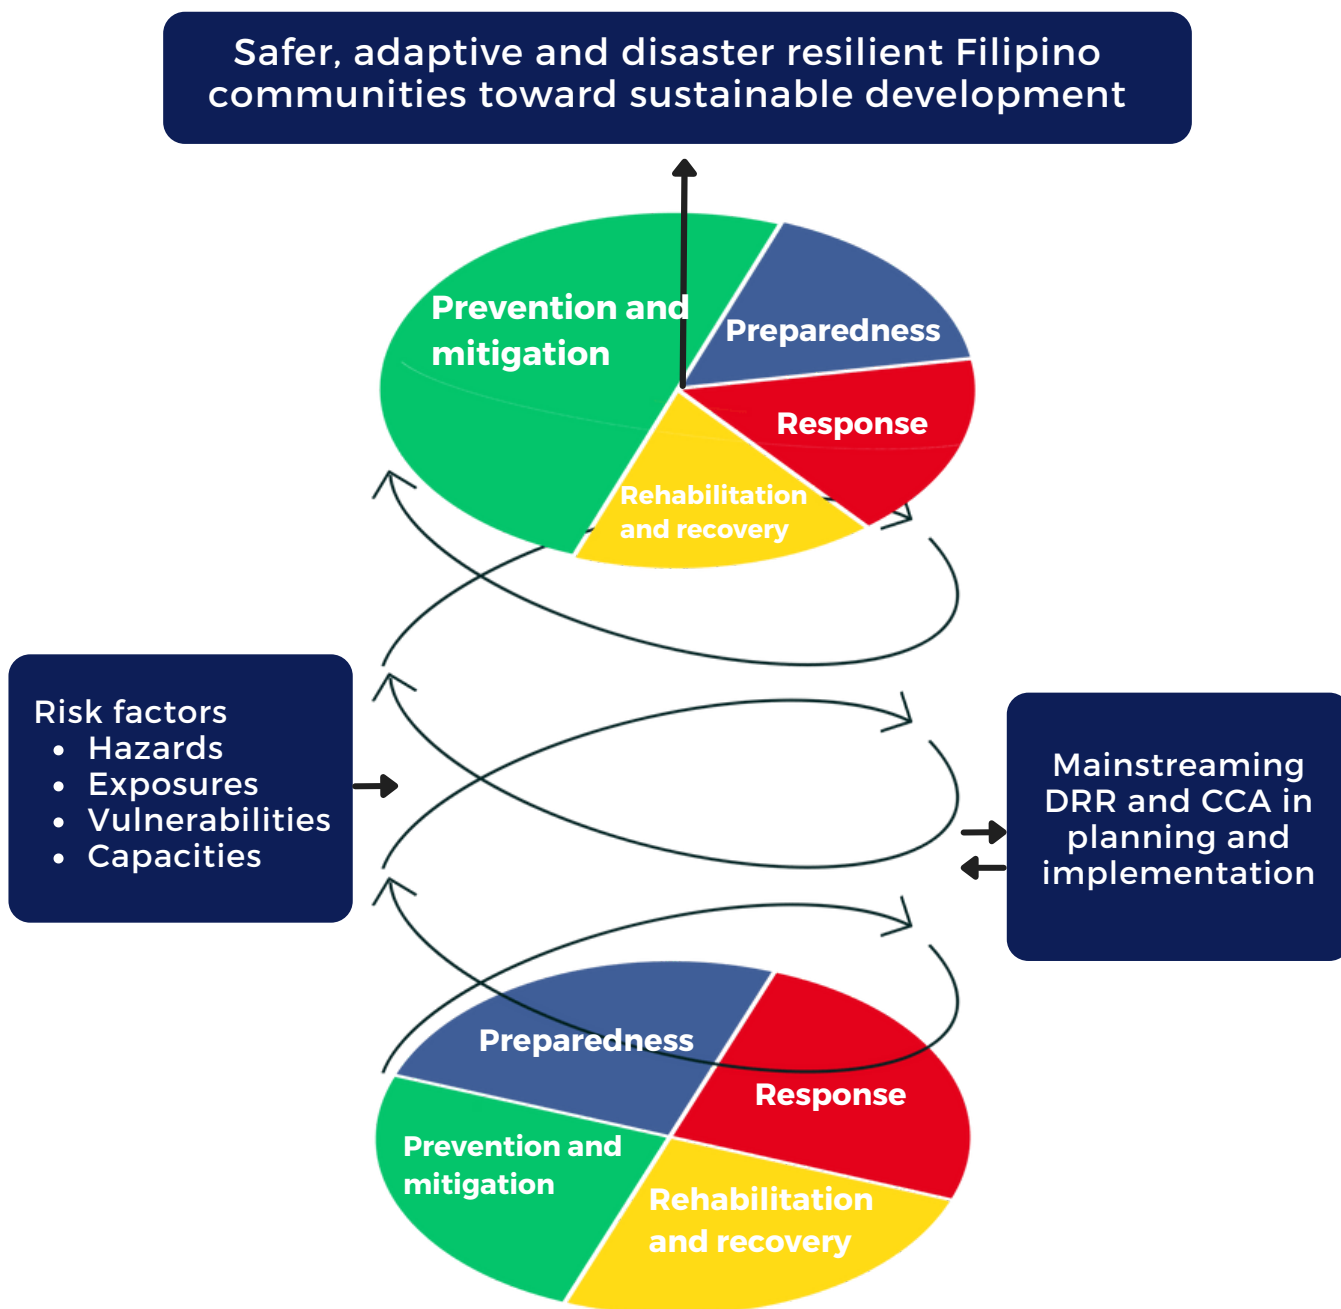 Safer, adaptive and disaster resilient Filipino
communities toward sustainable development
Prevention and
mitigation
Preparedness
Response
Rehabilitation
and recovery
Risk factors
• Hazards
• Exposures
• Vulnerabilities
• Capacities
Mainstreaming
DRR and CCA in
planning and
implementation
Preparedness
Response
Prevention and
mitigation
Rehabilitation
and recovery